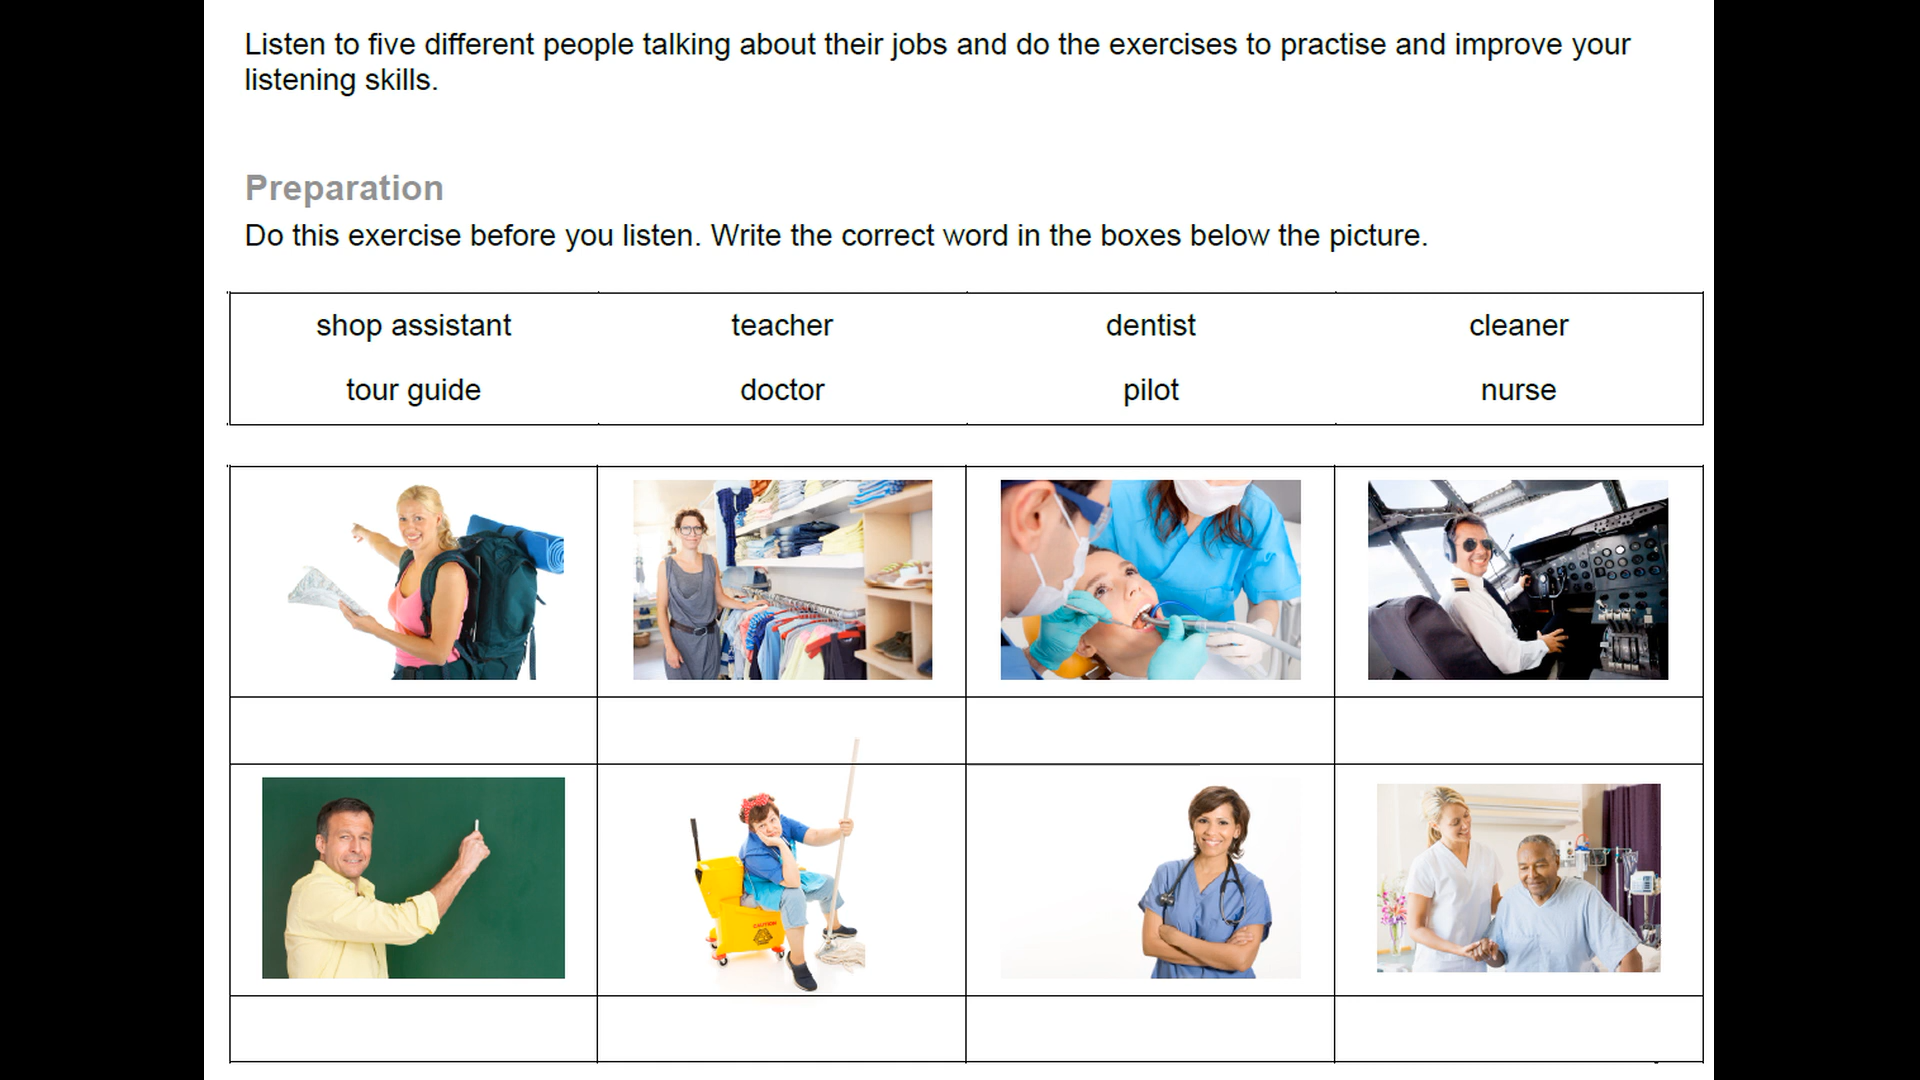 Listen to five different people talking about their jobs and do the exercises to practise and improve your
listening skills.
Preparation
Do this exercise before you listen. Write the correct word in the boxes below the picture.
shop assistant teacher dentist cleaner
tour guide doctor pilot nurse
CAUTION